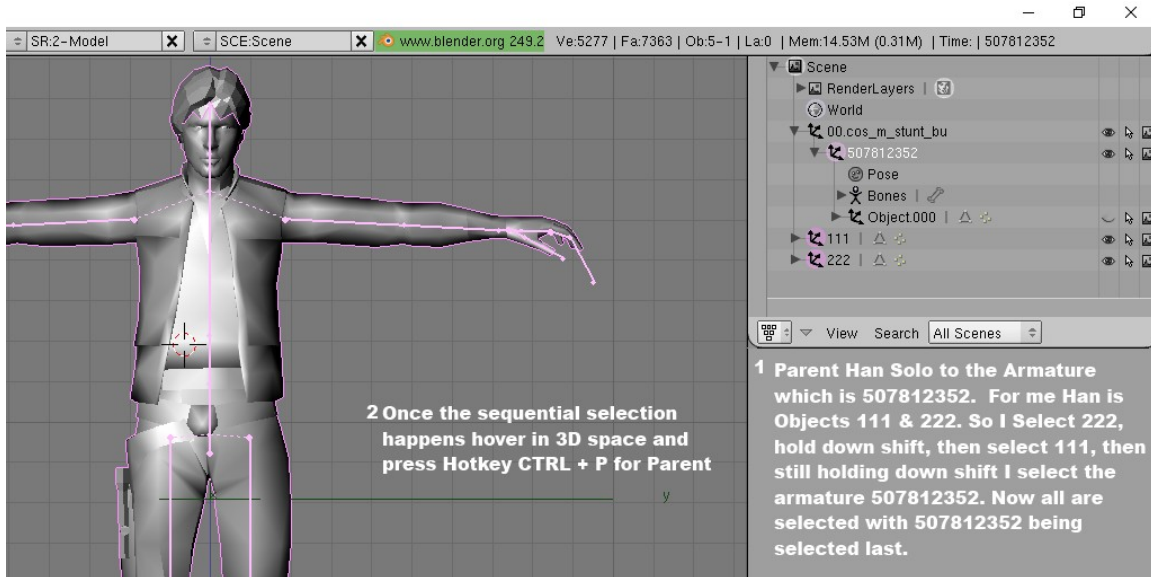 SR:2-Model
SCE:Scene
www.blender.org 249.2 Ve:5277 | Fa:7363 | Ob:5-1 | La:0 | Mem:14.53M (0.31M) | Time: | 507812352
Scene
RenderLayers |
World
00.cos_m_stunt_bu
507812352
Pose
Bones |
Object.000 |
111 |
222 |
View Search All Scenes
y
1 Parent Han Solo to the Armature
which is 507812352. For me Han is
Objects 111 & 222. So I Select 222,
hold down shift, then select 111, then
still holding down shift I select the
armature 507812352. Now all are
selected with 507812352 being
selected last.
2 Once the sequential selection
happens hover in 3D space and
press Hotkey CTRL + P for Parent